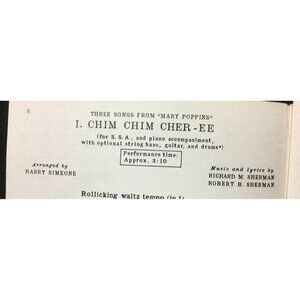 2
THREE SONGS FROM "MARY POPPINS"
I. CHIM CHIM CHER-EE
(for S. S. A., and piano accompaniment,
with optional string bass, guitar, and drums*)
Performance time:
Approx. 3:10
Arranged by
HARRY SIMEONE
Music and lyrics by
RICHARD M. SHERMAN
ROBERT B. SHERMAN
Rollicking waltz tempo (in 1)